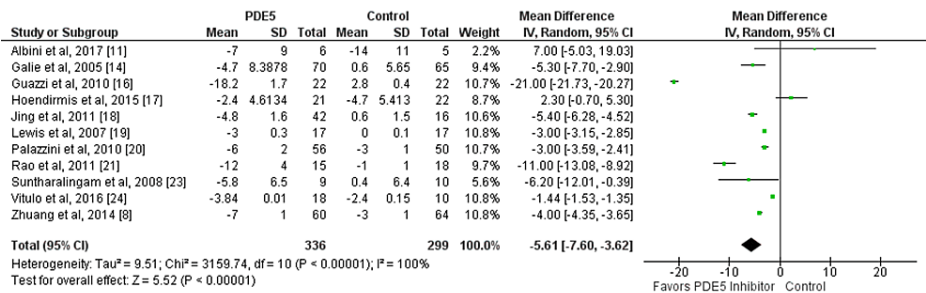 PDE5 Control Mean Difference Mean Difference
Study or Subgroup Mean SD Total Mean SD Total Weight IV, Random, 95% CI IV, Random, 95% CI
Albini et al, 2017 [11] -7 9 6 -14 11 5 2.2% 7.00 [-5.03, 19.03]
Galie et al, 2005 [14] -4.7 8.3878 70 0.6 5.65 65 9.4% -5.30 [-7.70, -2.90]
Guazzi et al, 2010 [16] -18.2 1.7 22 2.8 0.4 22 10.7% -21.00 [-21.73, -20.27]
Hoendirmis et al, 2015 [17] -2.4 4.6134 21 -4.7 5.413 22 8.8% 2.30 [-0.70, 5.30]
Jing et al, 2011 [18] -4.8 1.6 42 0.6 1.5 16 10.7% -5.40 [-6.28, -4.52]
Lewis et al, 2007 [19] -3 0.3 17 0 0.1 17 10.8% -3.00 [-3.15, -2.85]
Palazzini et al, 2010 [20] -6 2 56 -3 1 50 10.7% -3.00 [-3.59, -2.41]
Rao et al, 2011 [21] -12 4 15 -1 1 18 9.7% -11.00 [-13.08, -8.92]
Suntharalingam et al, 2008 [23] -5.8 6.5 9 0.4 6.4 10 5.6% -6.20 [-12.01, -0.39]
Vitulo et al, 2016 [24] -3.84 0.01 18 -2.4 0.15 10 10.8% -1.44 [-1.53, -1.35]
Zhuang et al, 2014 [8] -7 1 60 -3 1 64 10.8% -4.00 [-4.35, -3.65]
Total (95% CI) 336 299 100.0% -5.61 [-7.60, -3.62]
Heterogeneity: Tau² = 9.51; Chi² = 3159.74, df = 10 (P < 0.00001); I² = 100%
Test for overall effect: Z = 5.52 (P < 0.00001)
-20 -10 0 10 20
Favors PDE5 Inhibitor Control